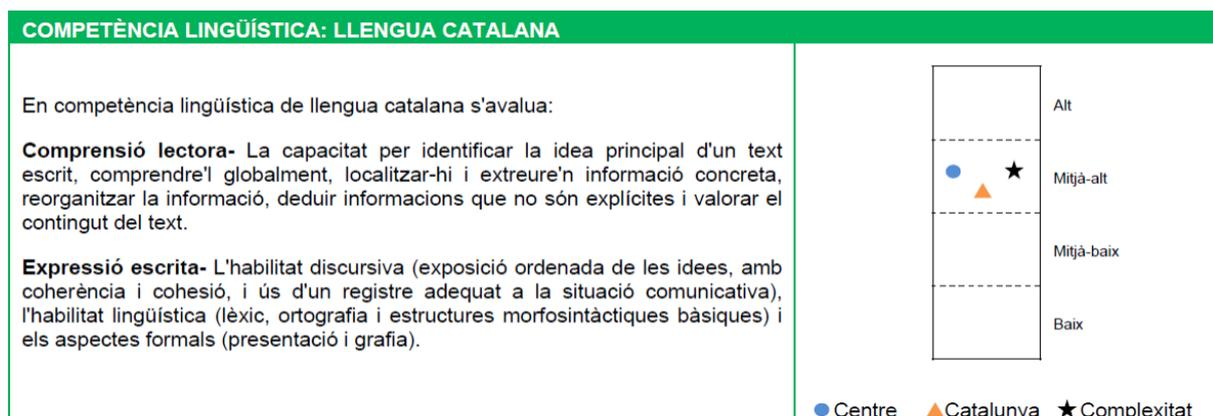 COMPETÈNCIA LINGÜÍSTICA: LLENGUA CATALANA
En competència lingüística de llengua catalana s'avalua:
Comprensió lectora- La capacitat per identificar la idea principal d'un text
escrit, comprendre'l globalment, localitzar-hi i extreure'n informació concreta,
reorganitzar la informació, deduir informacions que no són explícites i valorar el
contingut del text.
Expressió escrita- L'habilitat discursiva (exposició ordenada de les idees, amb
coherència i cohesió, i ús d'un registre adequat a la situació comunicativa),
l'habilitat lingüística (lèxic, ortografia i estructures morfosintàctiques bàsiques) i
els aspectes formals (presentació i grafia).
Alt
Mitjà-alt
Mitjà-baix
Baix
Centre Catalunya Complexitat